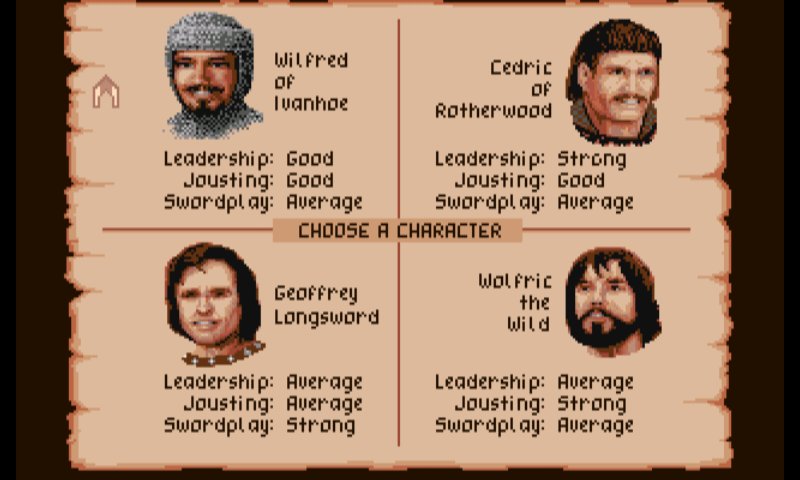 Wilfred
of
Ivanhoe
Leadership: Good
Jousting: Good
Swordplay: Average
Cedric
of
Rotherwood
Leadership: Strong
Jousting: Good
Swordplay: Average
CHOOSE A CHARACTER
Geoffrey
Longsword
Leadership: Average
Jousting: Average
Swordplay: Strong
Wolfric
the
Wild
Leadership: Average
Jousting: Strong
Swordplay: Average